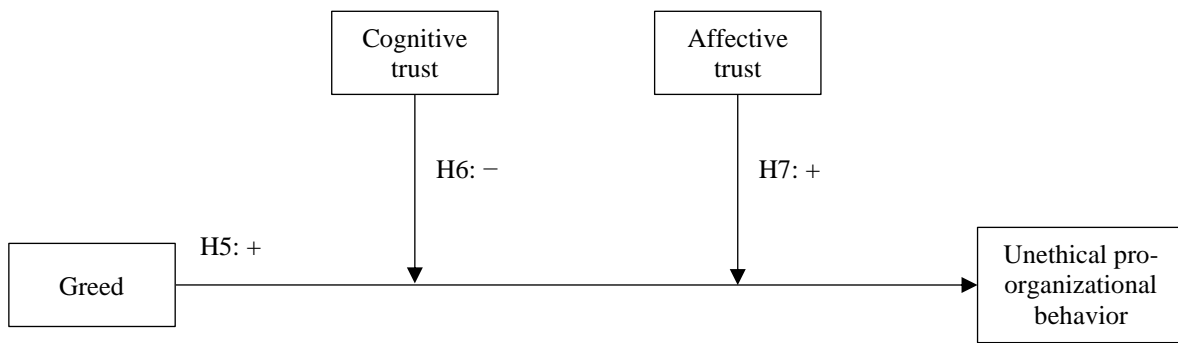 Cognitive
trust
Affective
trust
H6: −
H7: +
H5: +
Greed
Unethical pro-
organizational
behavior